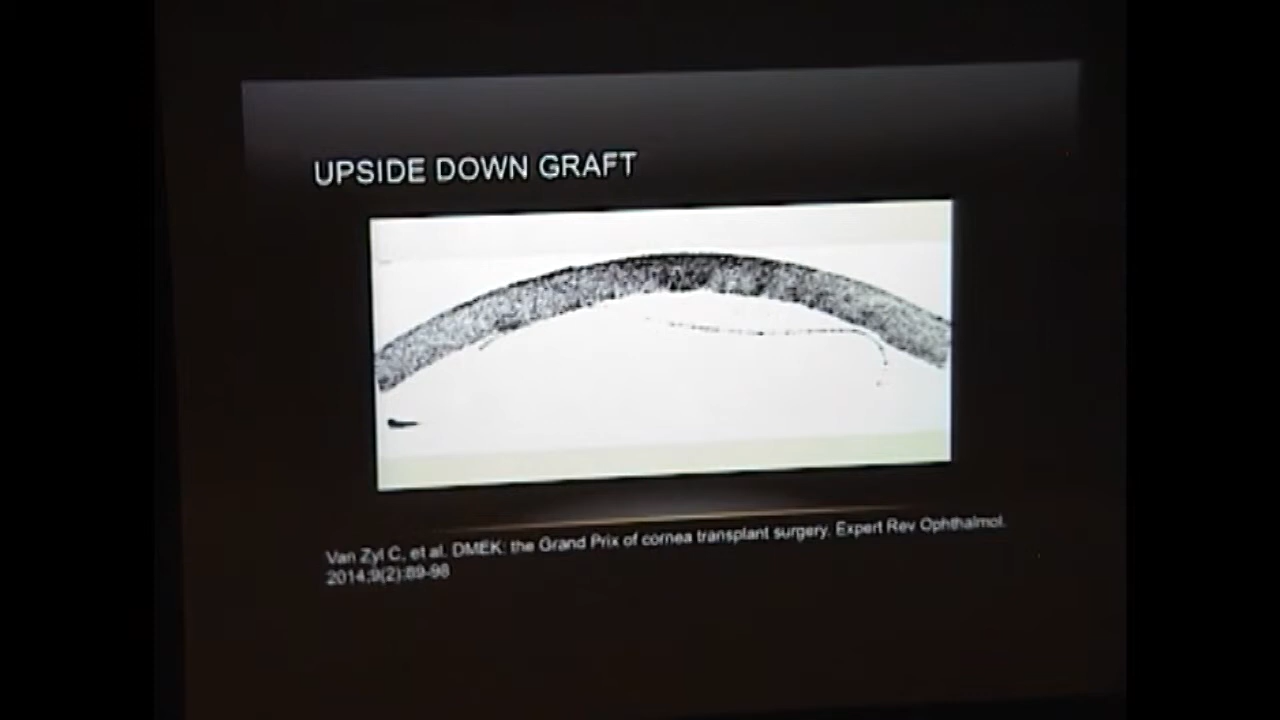 UPSIDE DOWN GRAFT
Van Zyl C, et al. DMEK: the Grand Prix of cornea transplant surgery. Expert Rev Ophthalmol.
2014;9(2):89-98